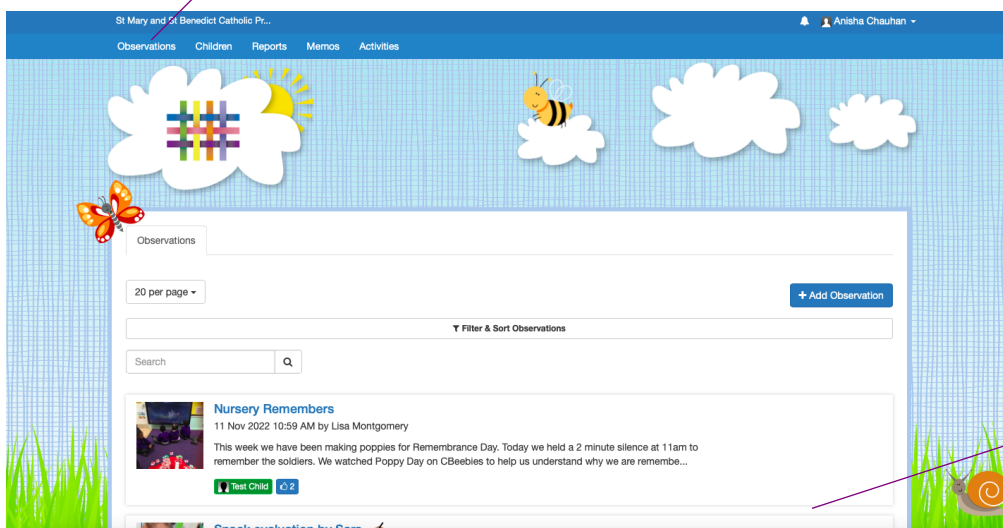 St Mary and St Benedict Catholic Pr...
Anisha Chauhan
Observations Children Reports Memos Activities
Observations
20 per page
+ Add Observation
Filter & Sort Observations
Search
Nursery Remembers
11 Nov 2022 10:59 AM by Lisa Montgomery
This week we have been making poppies for Remembrance Day. Today we held a 2 minute silence at 11am to
remember the soldiers. We watched Poppy Day on CBeebies to help us understand why we are remembe...
Test Child 2